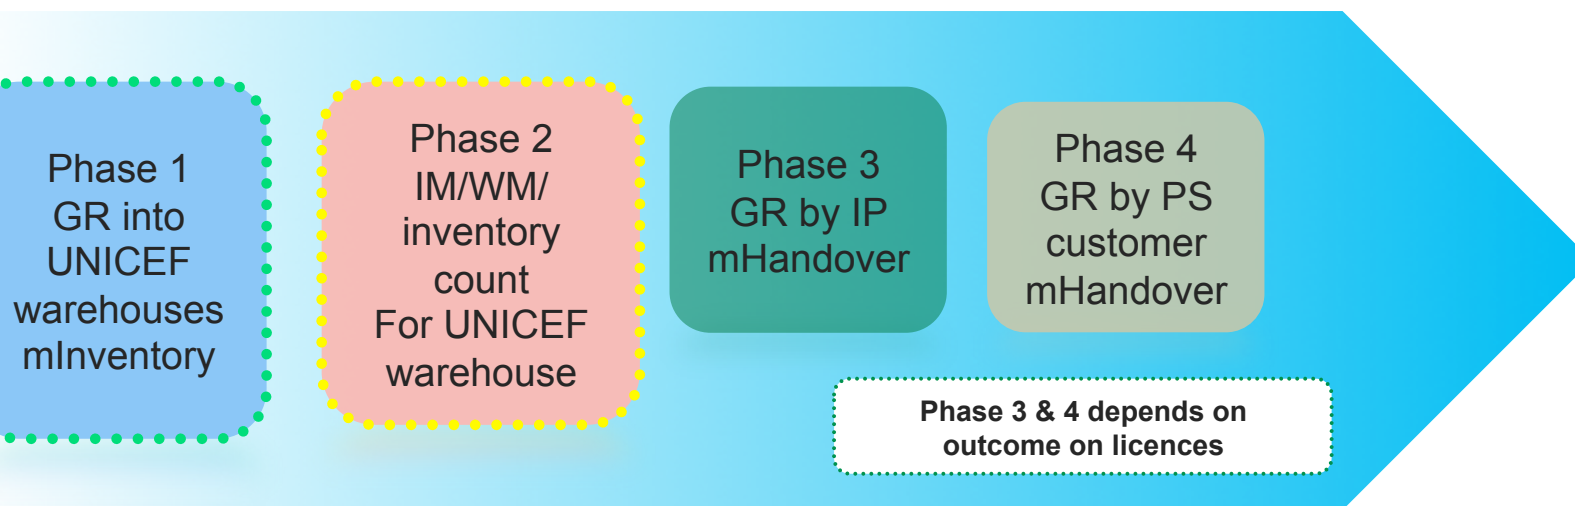 Phase 1
GR into
UNICEF
warehouses
mInventory
Phase 2
IM/WM/
inventory
count
For UNICEF
warehouse
Phase 3
GR by IP
mHandover
Phase 4
GR by PS
customer
mHandover
Phase 3 & 4 depends on
outcome on licences